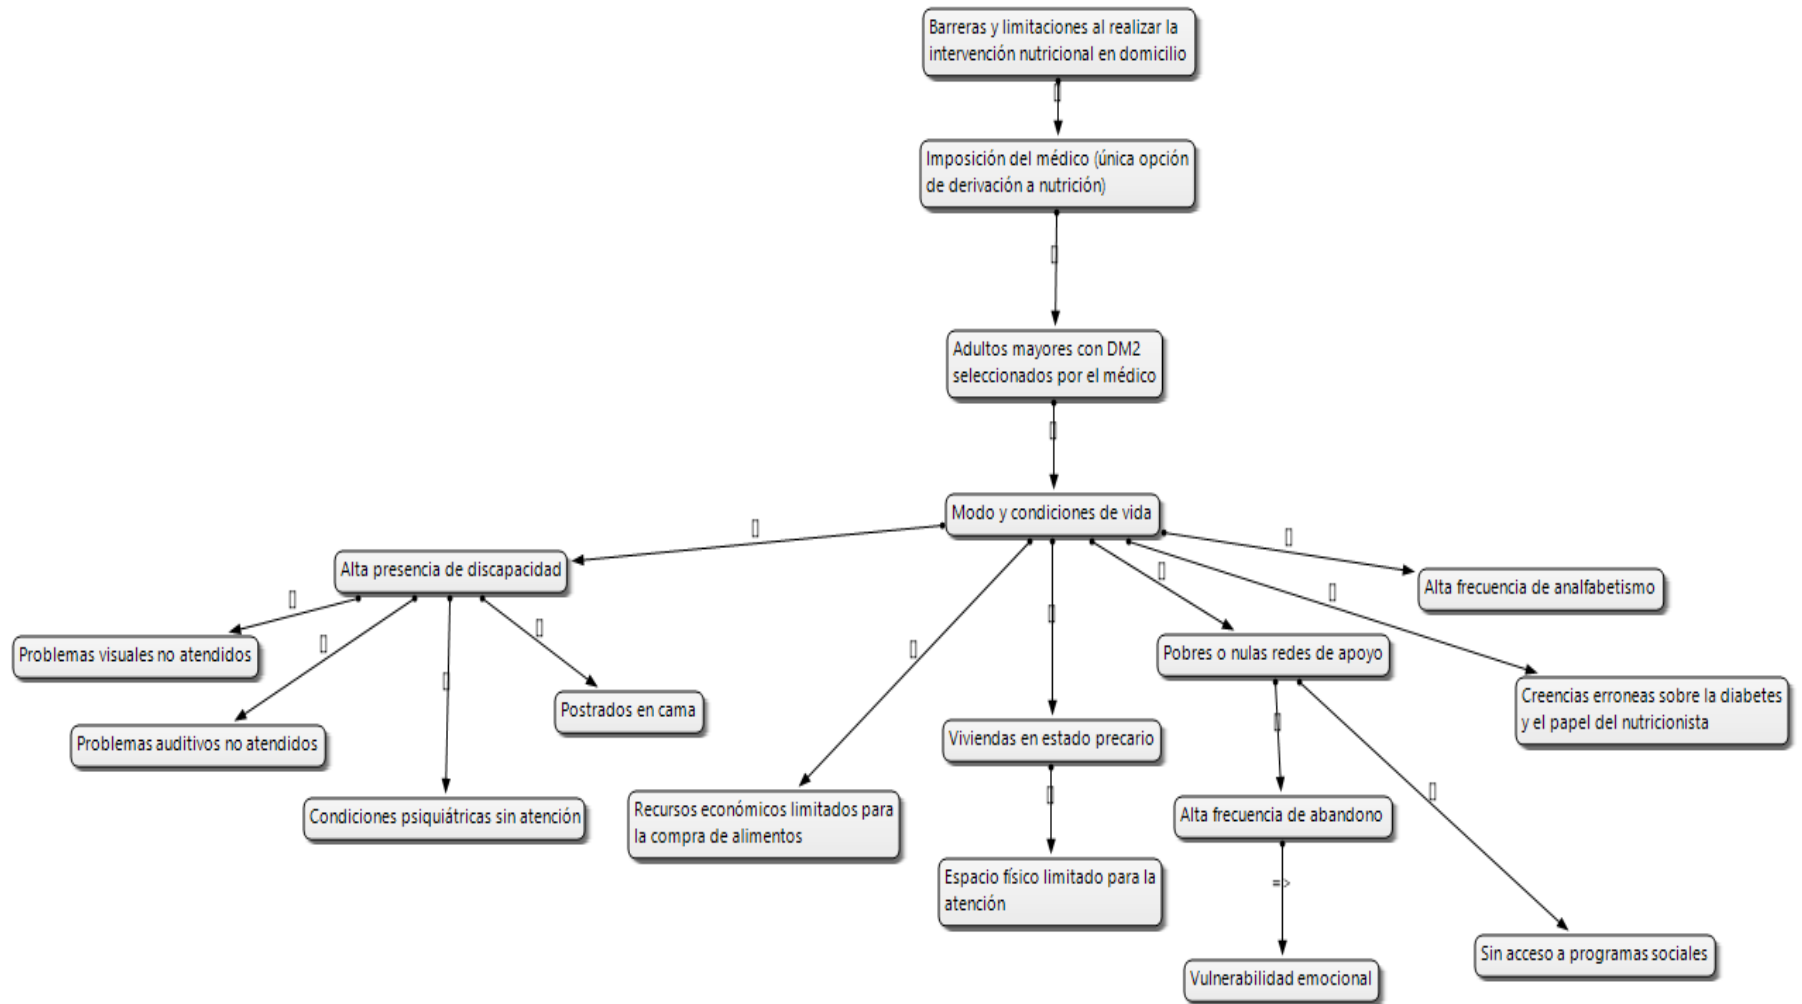 Barreras y limitaciones al realizar la
intervención nutricional en domicilio
Imposición del médico (única opción
de derivación a nutrición)
Adultos mayores con DM2
seleccionados por el médico
Modo y condiciones de vida
Alta presencia de discapacidad
Alta frecuencia de analfabetismo
Problemas visuales no atendidos
Pobres o nulas redes de apoyo
Creencias erroneas sobre la diabetes
y el papel del nutricionista
Postrados en cama
Problemas auditivos no atendidos
Viviendas en estado precario
Condiciones psiquiátricas sin atención
Recursos económicos limitados para
la compra de alimentos
Alta frecuencia de abandono
Espacio físico limitado para la
atención
=>
Sin acceso a programas sociales
Vulnerabilidad emocional